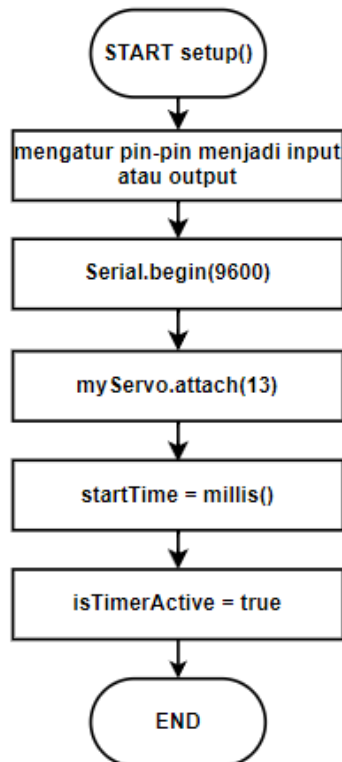 START setup()
mengatur pin-pin menjadi input
atau output
Serial.begin(9600)
myServo.attach(13)
startTime = millis()
isTimerActive = true
END